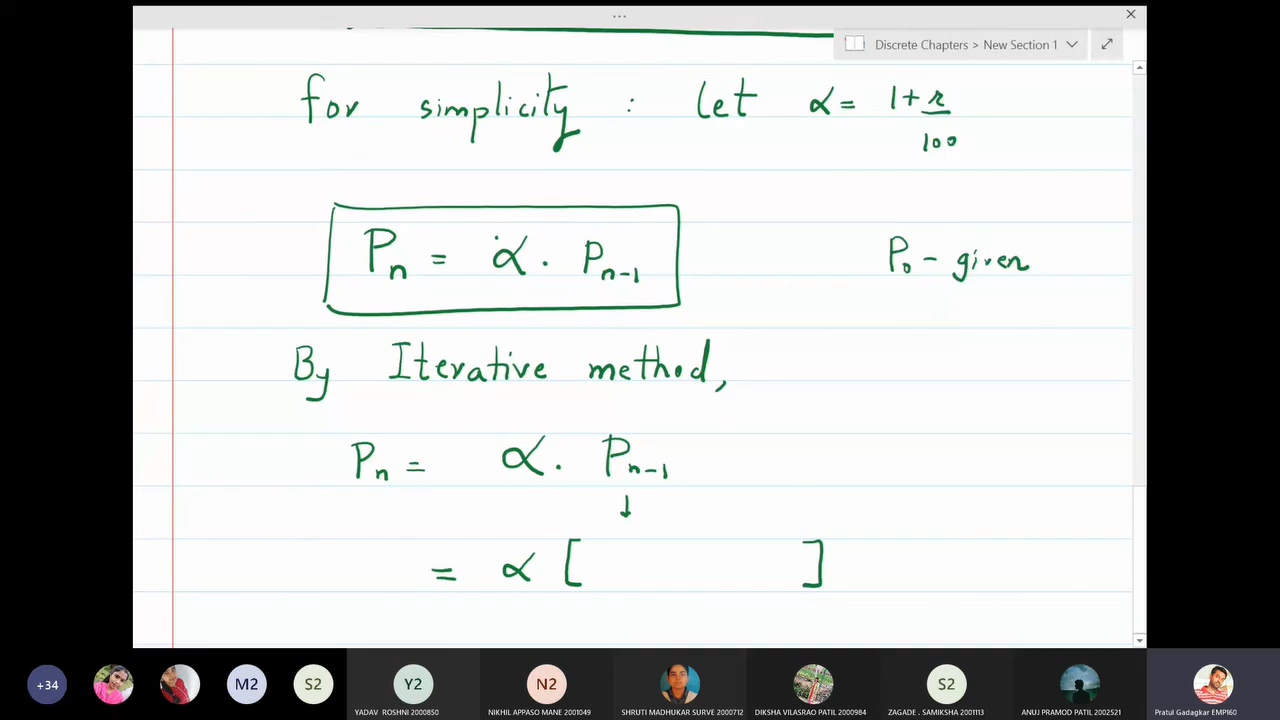 Discrete Chapters > New Section 1
for simplicity : let α = 1 + r/100
Pn = α . Pn-1
P0 - given
By Iterative method,
Pn = α . Pn-1
↓
= α [ ]
+34
M2
S2
Y2
N2
S2
YADAV ROSHNI 2000850
NIKHIL APPASO MANE 2001049
SHRUTI MADHUKAR SURVE 2000712
DIKSHA VILASRAO PATIL 2000984
ZAGADE . SAMIKSHA 2001113
ANUJ PRAMOD PATIL 2002521
Pratul Gadagkar EMP160